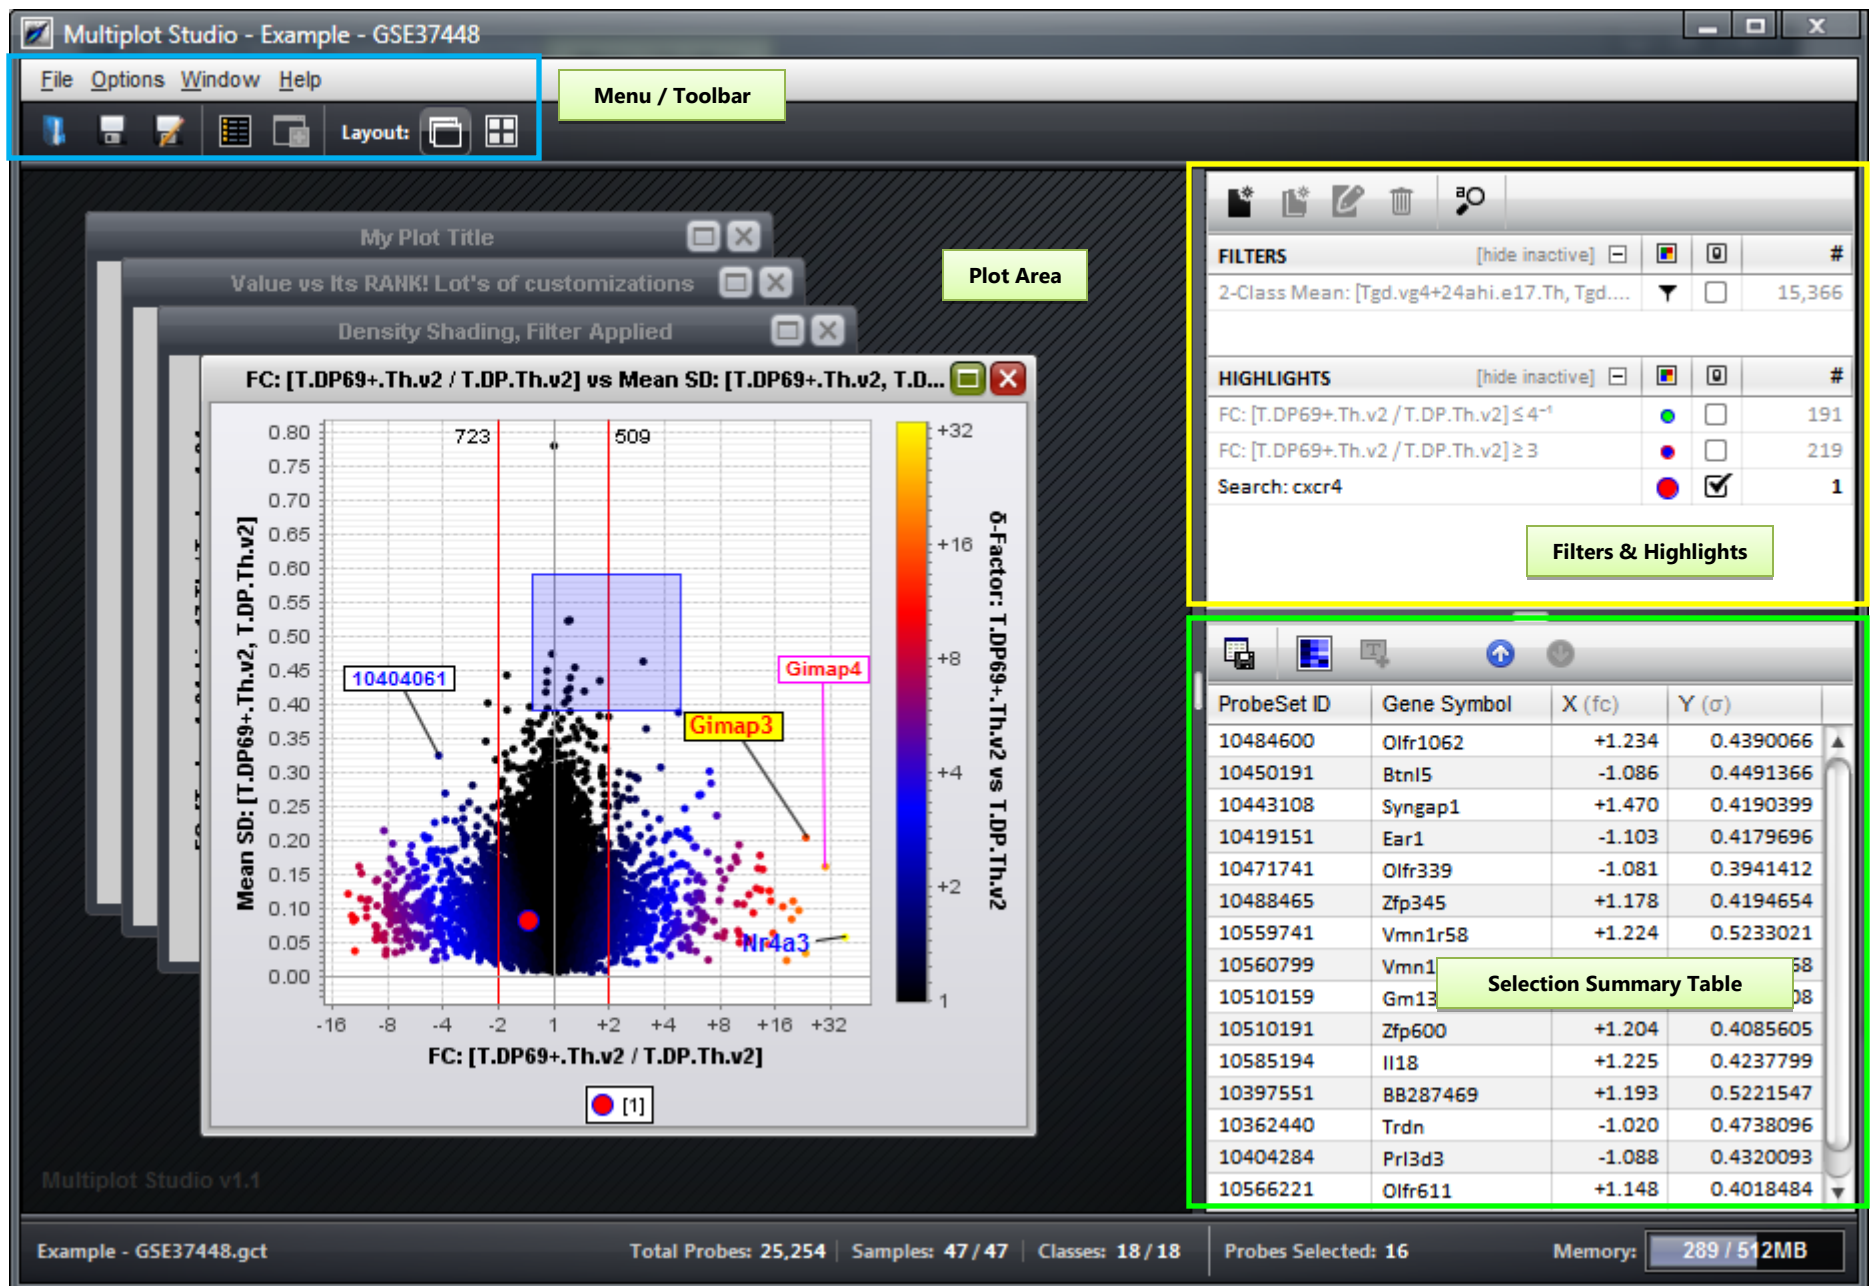 Multiplot Studio - Example - GSE37448
File Options Window Help
Menu / Toolbar
Layout:
My Plot Title
Value vs Its RANK! Lot's of customizations
Density Shading, Filter Applied
FC: [T.DP69+.Th.v2 / T.DP.Th.v2] vs Mean SD: [T.DP69+.Th.v2, T.D...
Plot Area
723
509
0.80
0.75
0.70
0.65
0.60
0.55
0.50
0.45
0.40
0.35
0.30
0.25
0.20
0.15
0.10
0.05
0.00
Mean SD: [T.DP69+.Th.v2, T.DP.Th.v2]
10404061
Gimap4
Gimap3
Nr4a3
-16 -8 -4 -2 1 +2 +4 +8 +16 +32
FC: [T.DP69+.Th.v2 / T.DP.Th.v2]
[1]
+32
+16
+8
+4
+2
1
δ-Factor: T.DP69+.Th.v2 vs T.DP.Th.v2
Multiplot Studio v1.1
FILTERS [hide inactive] #
2-Class Mean: [Tgd.vg4+24ahi.e17.Th, Tgd.... 15,366
HIGHLIGHTS [hide inactive] #
FC: [T.DP69+.Th.v2 / T.DP.Th.v2] ≤ 4⁻¹ 191
FC: [T.DP69+.Th.v2 / T.DP.Th.v2] ≥ 3 219
Search: cxcr4 1
Filters & Highlights
ProbeSet ID Gene Symbol X (fc) Y (σ)
10484600 Olfr1062 +1.234 0.4390066
10450191 Btnl5 -1.086 0.4491366
10443108 Syngap1 +1.470 0.4190399
10419151 Ear1 -1.103 0.4179696
10471741 Olfr339 -1.081 0.3941412
10488465 Zfp345 +1.178 0.4194654
10559741 Vmn1r58 +1.224 0.5233021
10560799 Vmn1
10510159 Gm13 08
Selection Summary Table
10510191 Zfp600 +1.204 0.4085605
10585194 Il18 +1.225 0.4237799
10397551 BB287469 +1.193 0.5221547
10362440 Trdn -1.020 0.4738096
10404284 Prl3d3 -1.088 0.4320093
10566221 Olfr611 +1.148 0.4018484
Example - GSE37448.gct
Total Probes: 25,254 Samples: 47 / 47 Classes: 18 / 18
Probes Selected: 16
Memory: 289 / 512MB